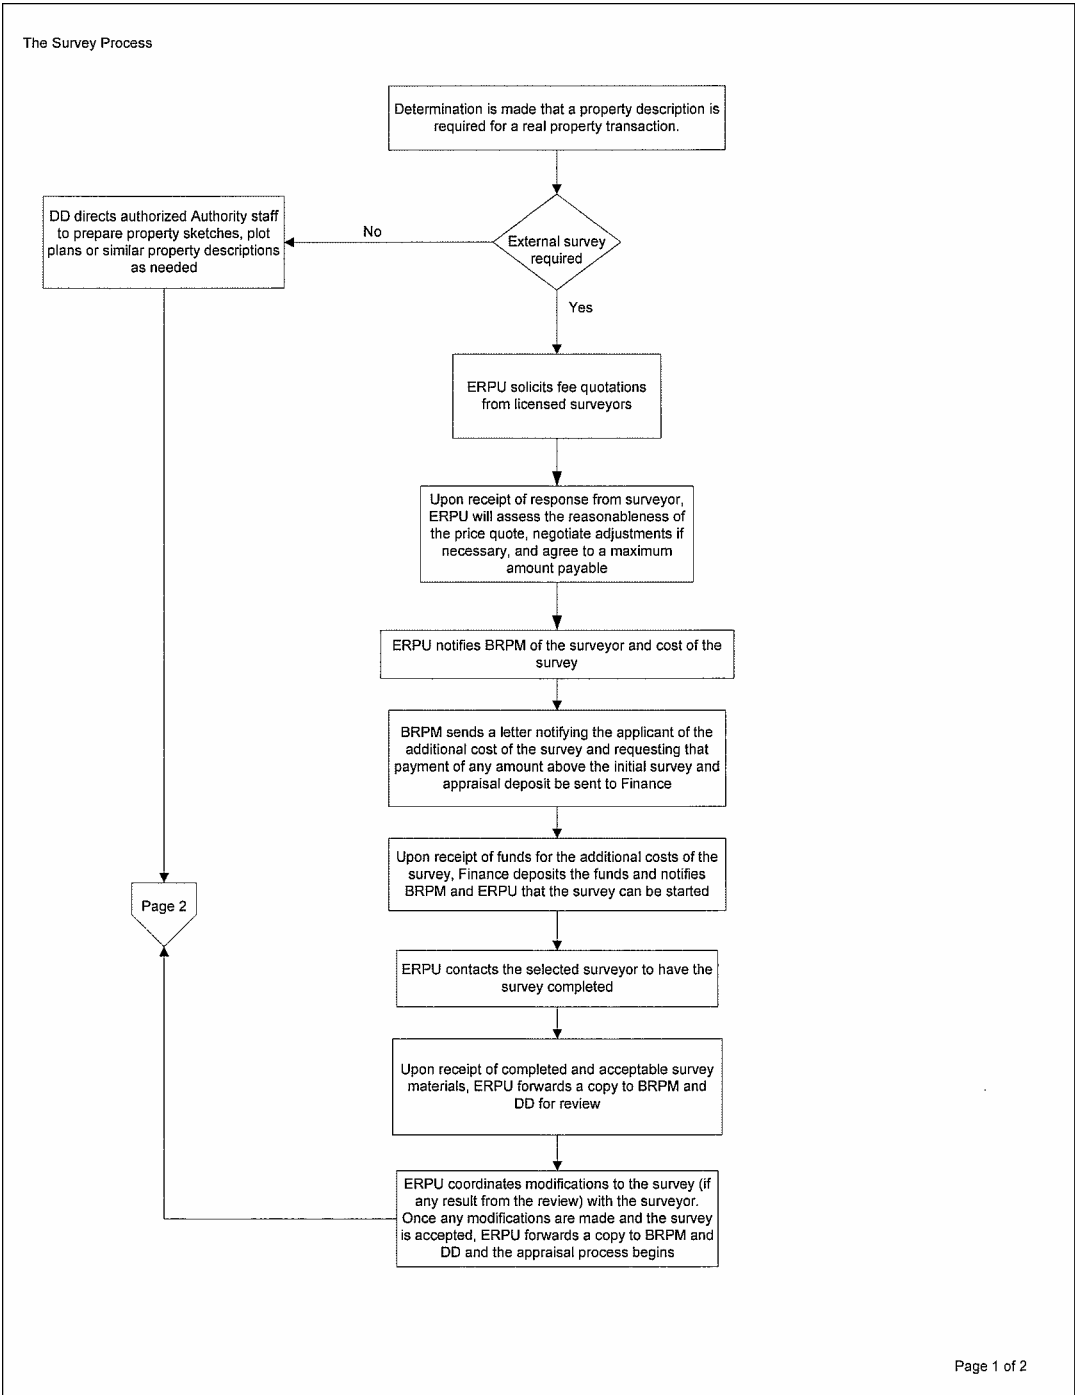 The Survey Process
Determination is made that a property description is
required for a real property transaction.
DD directs authorized Authority staff
to prepare property sketches, plot
plans or similar property descriptions
as needed
No
External survey
required
Yes
ERPU solicits fee quotations
from licensed surveyors
Upon receipt of response from surveyor,
ERPU will assess the reasonableness of
the price quote, negotiate adjustments if
necessary, and agree to a maximum
amount payable
ERPU notifies BRPM of the surveyor and cost of the
survey
BRPM sends a letter notifying the applicant of the
additional cost of the survey and requesting that
payment of any amount above the initial survey and
appraisal deposit be sent to Finance
Upon receipt of funds for the additional costs of the
survey, Finance deposits the funds and notifies
BRPM and ERPU that the survey can be started
Page 2
ERPU contacts the selected surveyor to have the
survey completed
Upon receipt of completed and acceptable survey
materials, ERPU forwards a copy to BRPM and
DD for review
ERPU coordinates modifications to the survey (if
any result from the review) with the surveyor.
Once any modifications are made and the survey
is accepted, ERPU forwards a copy to BRPM and
DD and the appraisal process begins
Page 1 of 2